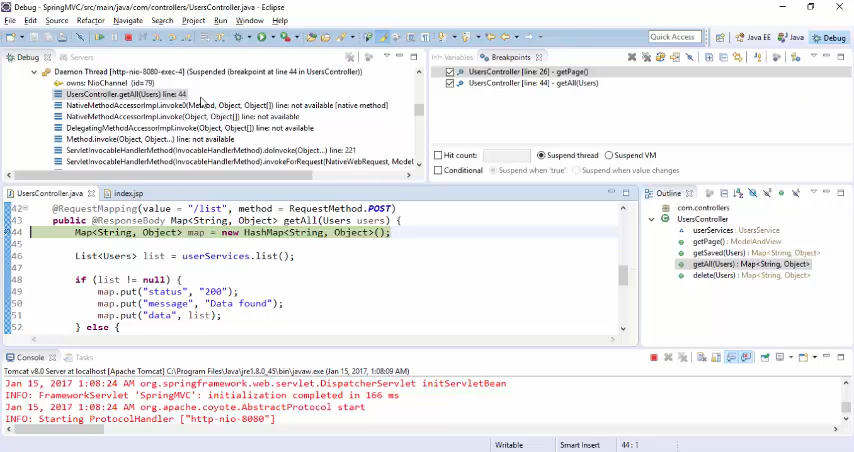 Debug - SpringMVC/src/main/java/com/controllers/UsersController.java - Eclipse
File Edit Source Refactor Navigate Search Project Run Window Help
Quick Access Java EE Java Debug
Debug Servers
Daemon Thread [http-nio-8080-exec-4] (Suspended (breakpoint at line 44 in UsersController))
owns: NioChannel (id=79)
UsersController.getAll(Users) line: 44
NativeMethodAccessorImpl.invoke0(Method, Object, Object[]) line: not available [native method]
NativeMethodAccessorImpl.invoke(Object, Object[]) line: not available
DelegatingMethodAccessorImpl.invoke(Object, Object[]) line: not available
Method.invoke(Object, Object...) line: not available
ServletInvocableHandlerMethod(InvocableHandlerMethod).doInvoke(Object...) line: 221
ServletInvocableHandlerMethod(InvocableHandlerMethod).invokeForRequest(NativeWebRequest, Model
Variables Breakpoints
UsersController [line: 26] - getPage()
UsersController [line: 44] - getAll(Users)
Hit count: Suspend thread Suspend VM
Conditional Suspend when 'true' Suspend when value changes
UsersController.java index.jsp
42 @RequestMapping(value = "/list", method = RequestMethod.POST)
43 public @ResponseBody Map<String, Object> getAll(Users users) {
44 Map<String, Object> map = new HashMap<String, Object>();
45
46 List<Users> list = userServices.list();
47
48 if (list != null) {
49 map.put("status", "200");
50 map.put("message", "Data found");
51 map.put("data", list);
52 } else {
Outline
com.controllers
UsersController
userServices : UsersService
getPage() : ModelAndView
getSaved(Users) : Map<String, Object>
getAll(Users) : Map<String, Object>
delete(Users) : Map<String, Object>
Console Tasks
Tomcat v8.0 Server at localhost [Apache Tomcat] C:\Program Files\Java\jre1.8.0_45\bin\javaw.exe (Jan 15, 2017 1:08:09 AM)
Jan 15, 2017 1:08:24 AM org.springframework.web.servlet.DispatcherServlet initServletBean
INFO: FrameworkServlet 'SpringMVC': initialization completed in 166 ms
Jan 15, 2017 1:08:24 AM org.apache.coyote.AbstractProtocol start
INFO: Starting ProtocolHandler ["http-nio-8080"]
Writable Smart Insert 44 : 1